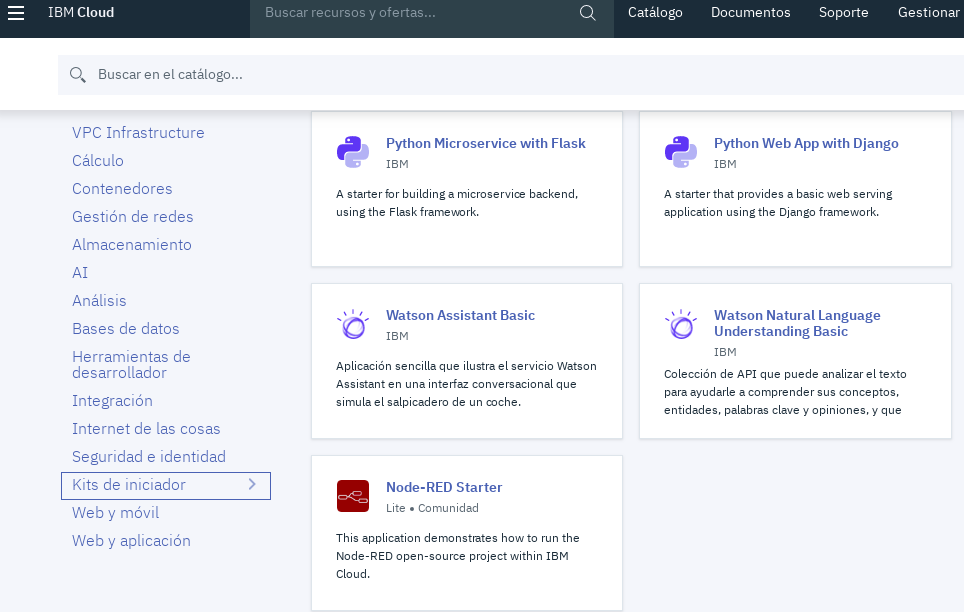 IBM Cloud
Buscar recursos y ofertas...
Catálogo
Documentos
Soporte
Gestionar
Buscar en el catálogo...
VPC Infrastructure
Cálculo
Contenedores
Gestión de redes
Almacenamiento
AI
Análisis
Bases de datos
Herramientas de
desarrollador
Integración
Internet de las cosas
Seguridad e identidad
Kits de iniciador
Web y móvil
Web y aplicación
Python Microservice with Flask
IBM
A starter for building a microservice backend,
using the Flask framework.
Python Web App with Django
IBM
A starter that provides a basic web serving
application using the Django framework.
Watson Assistant Basic
IBM
Aplicación sencilla que ilustra el servicio Watson
Assistant en una interfaz conversacional que
simula el salpicadero de un coche.
Watson Natural Language
Understanding Basic
IBM
Colección de API que puede analizar el texto
para ayudarle a comprender sus conceptos,
entidades, palabras clave y opiniones, y que
Node-RED Starter
Lite • Comunidad
This application demonstrates how to run the
Node-RED open-source project within IBM
Cloud.